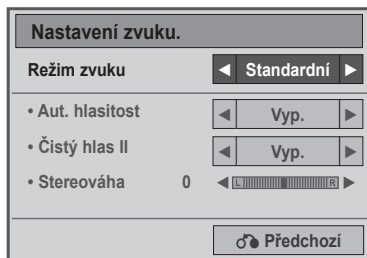 Nastavení zvuku.
Režim zvuku ◀ Standardní ▶
• Aut. hlasitost ◀ Vyp. ▶
• Čistý hlas II ◀ Vyp. ▶
• Stereováha 0 ◀ L R ▶
Předchozí